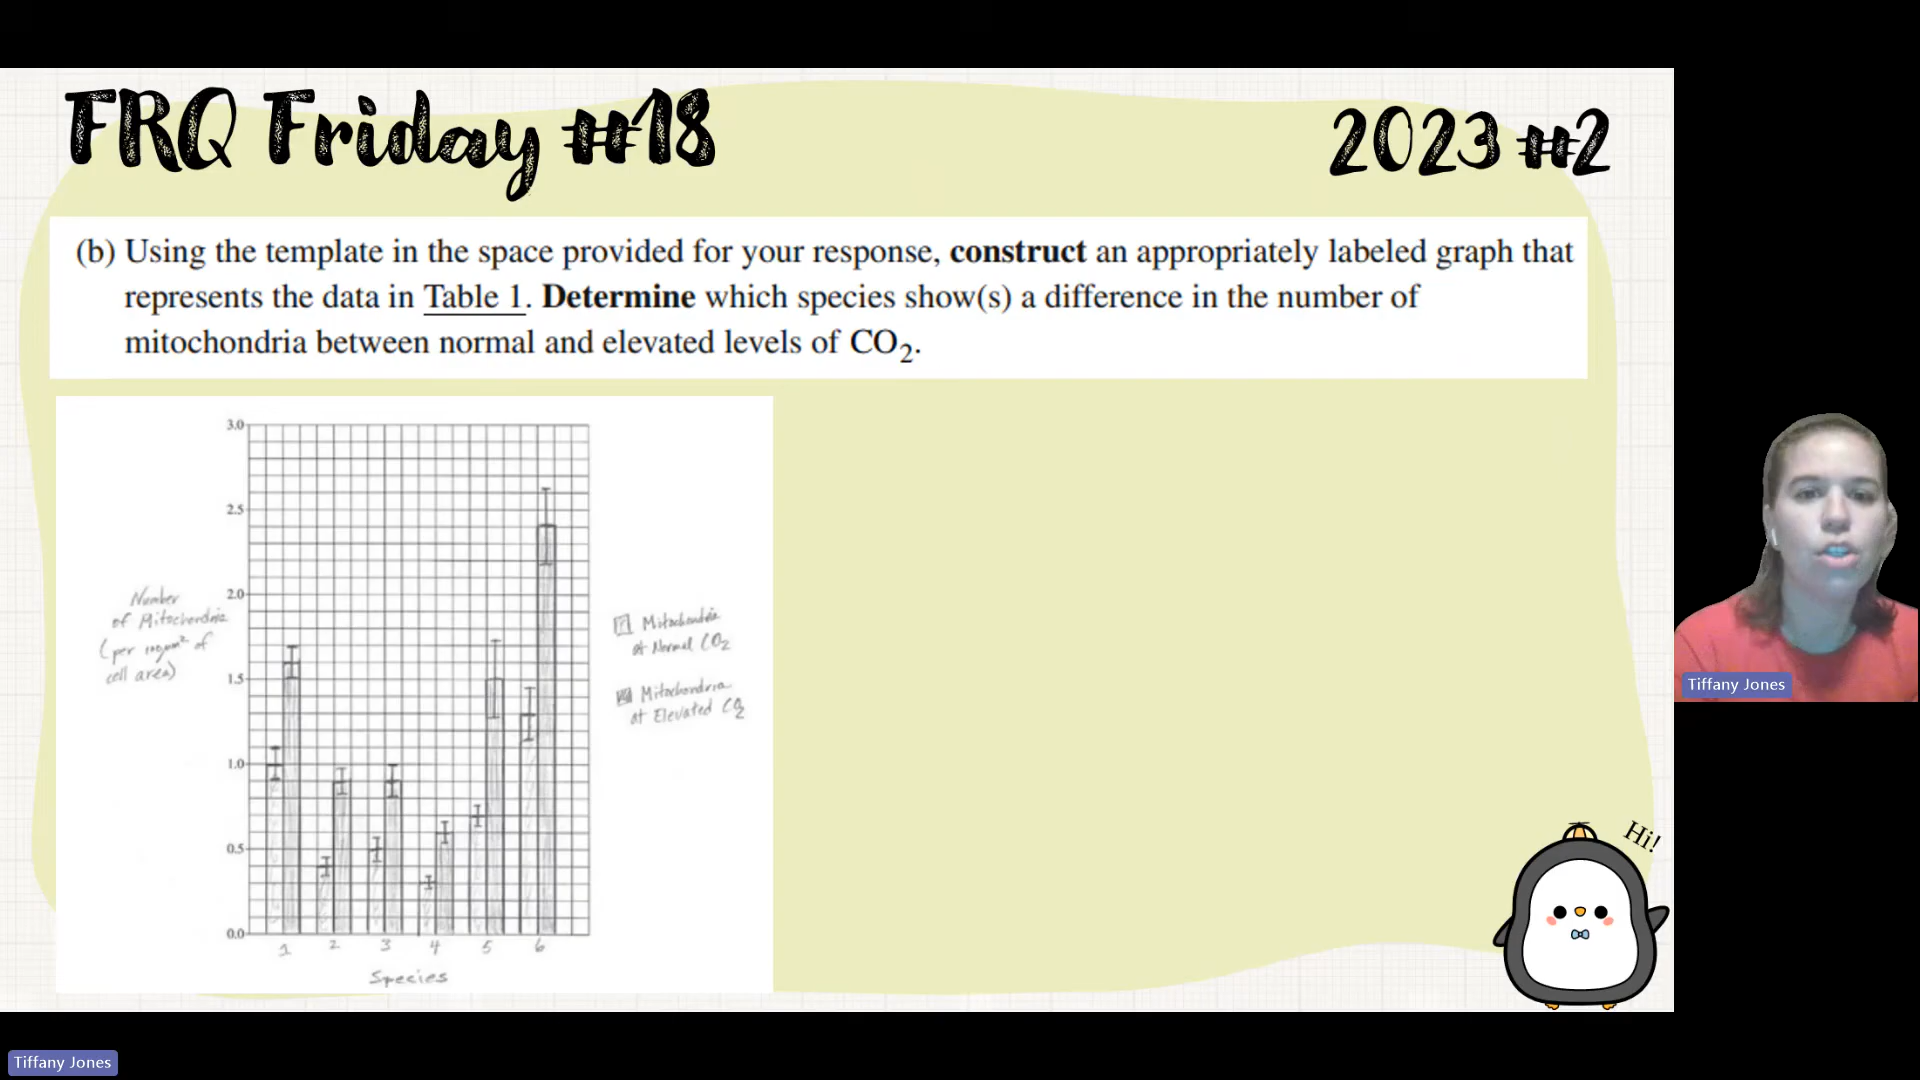 FRQ Friday #18
2023 #2
(b) Using the template in the space provided for your response, construct an appropriately labeled graph that
represents the data in Table 1. Determine which species show(s) a difference in the number of
mitochondria between normal and elevated levels of CO₂.
3.0
2.5
2.0
1.5
1.0
0.5
0.0
Number
of Mitochondria
(per 100μm² of
cell area)
Mitochondria
at Normal CO₂
Mitochondria
at Elevated CO₂
1 2 3 4 5 6
Species
Hi!
Tiffany Jones
Tiffany Jones